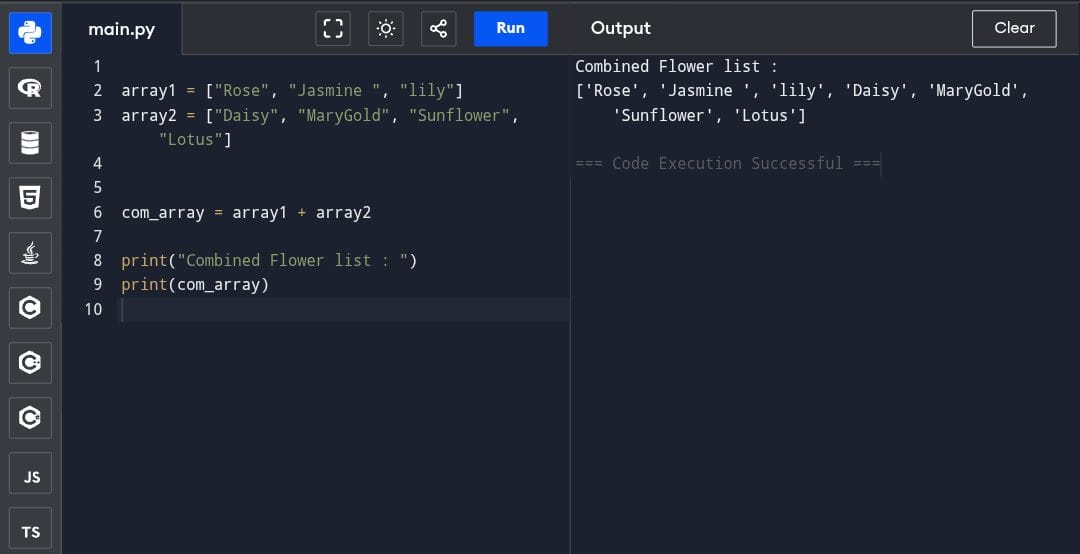 main.py
Run
Output
Clear
1
2 array1 = ["Rose", "Jasmine ", "lily"]
3 array2 = ["Daisy", "MaryGold", "Sunflower",
"Lotus"]
4
5
6 com_array = array1 + array2
7
8 print("Combined Flower list : ")
9 print(com_array)
10
Combined Flower list :
['Rose', 'Jasmine ', 'lily', 'Daisy', 'MaryGold',
'Sunflower', 'Lotus']
=== Code Execution Successful ===
R
5
C
C
C
JS
TS